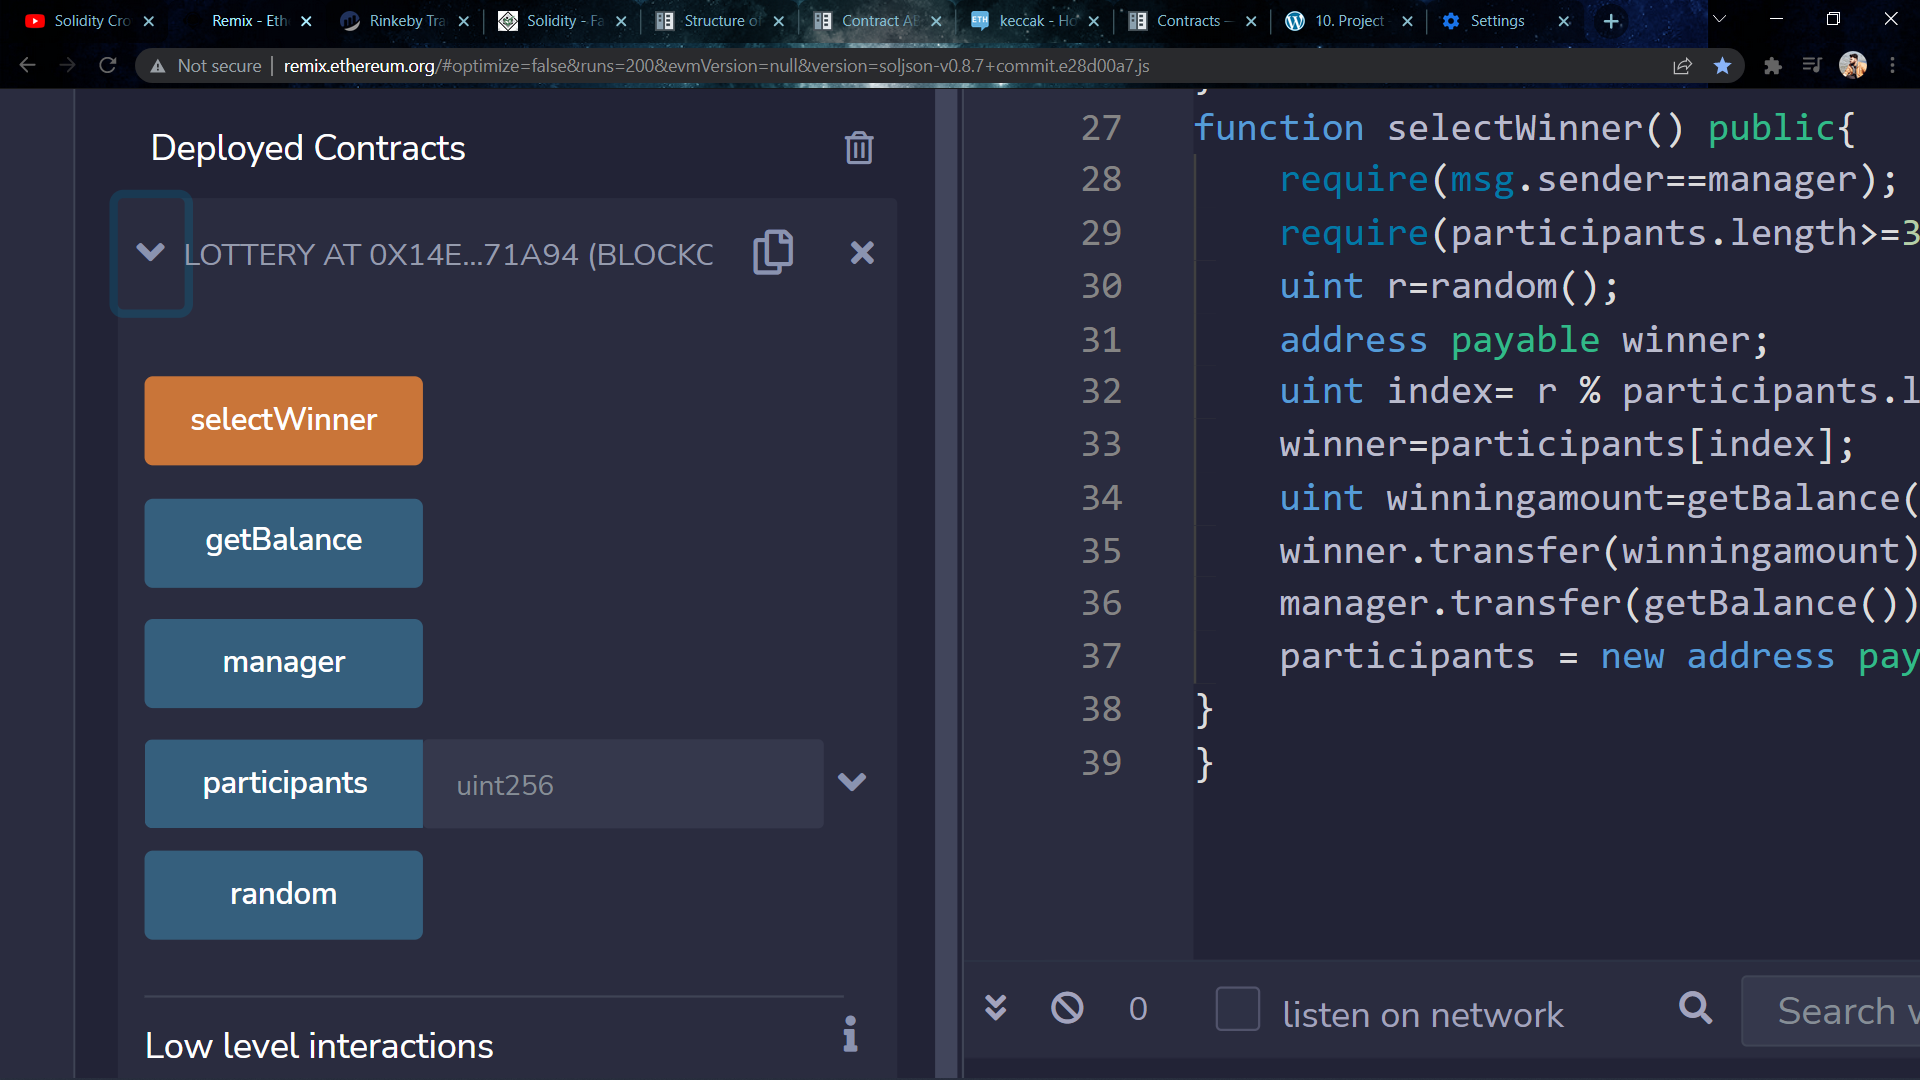 Solidity Cro
Remix - Eth
Rinkeby Tra
Solidity - Fa
Structure of
Contract AB
keccak - Ho
Contracts —
10. Project
Settings
Not secure
remix.ethereum.org/#optimize=false&runs=200&evmVersion=null&version=soljson-v0.8.7+commit.e28d00a7.js
Deployed Contracts
LOTTERY AT 0X14E...71A94 (BLOCKC
selectWinner
getBalance
manager
participants
uint256
random
Low level interactions
27 function selectWinner() public{
28 require(msg.sender==manager);
29 require(participants.length>=3
30 uint r=random();
31 address payable winner;
32 uint index= r % participants.l
33 winner=participants[index];
34 uint winningamount=getBalance(
35 winner.transfer(winningamount)
36 manager.transfer(getBalance())
37 participants = new address pay
38 }
39 }
0
listen on network
Search